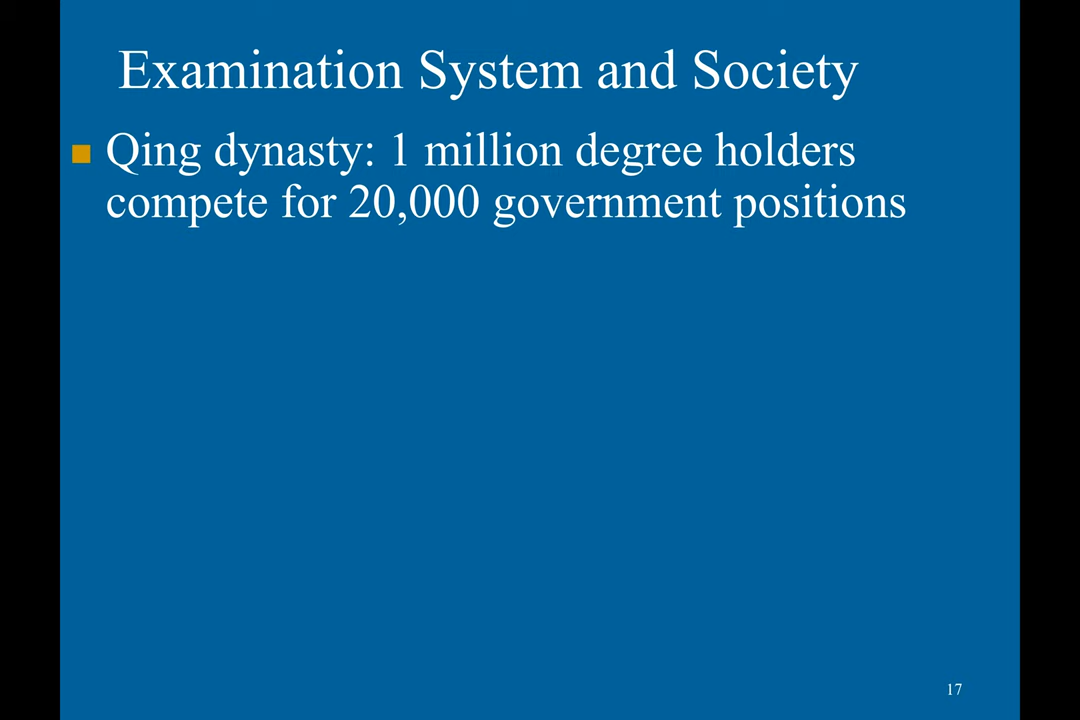 Examination System and Society
Qing dynasty: 1 million degree holders
compete for 20,000 government positions
17